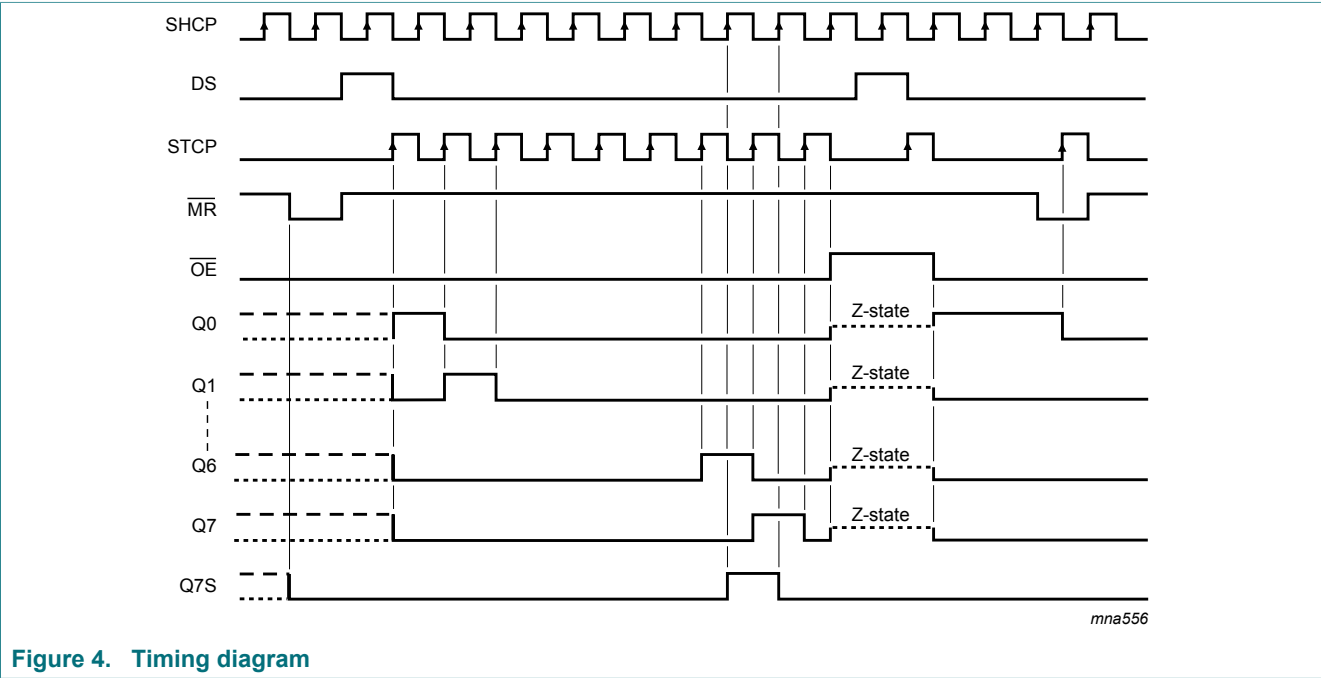 SHCP
DS
STCP
MR
OE
Q0
Z-state
Q1
Z-state
Q6
Z-state
Q7
Z-state
Q7S
mna556
Figure 4. Timing diagram